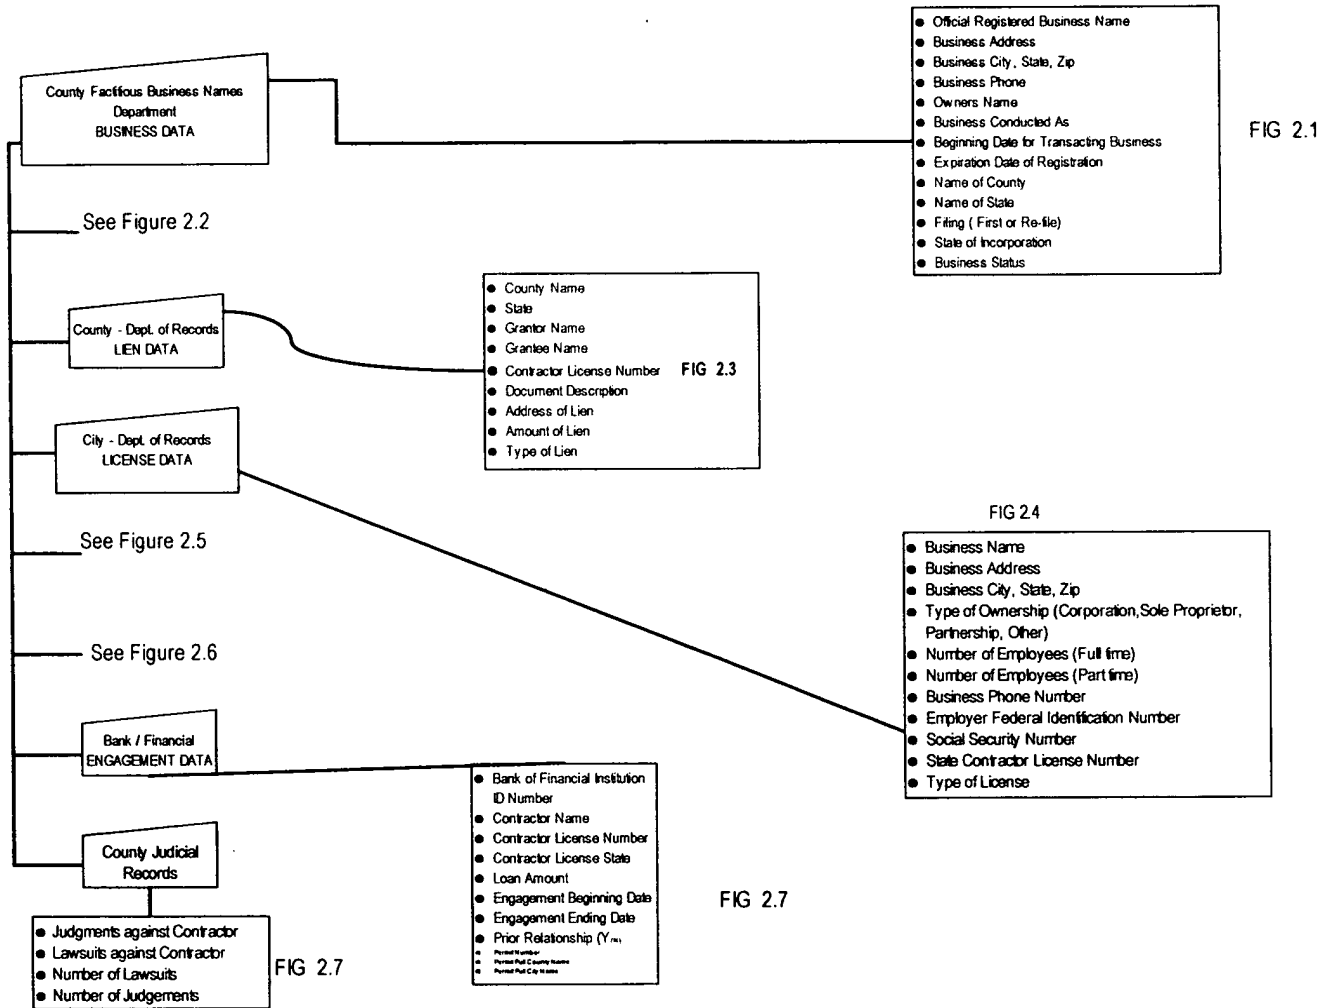 County Factitious Business Names
Department
BUSINESS DATA
• Official Registered Business Name
• Business Address
• Business City, State, Zip
• Business Phone
• Owners Name
• Business Conducted As
• Beginning Date for Transacting Business
• Expiration Date of Registration
• Name of County
• Name of State
• Filing ( First or Re-file)
• State of Incorporation
• Business Status
FIG 2.1
See Figure 2.2
County - Dept. of Records
LIEN DATA
• County Name
• State
• Grantor Name
• Grantee Name
• Contractor License Number
• Document Description
• Address of Lien
• Amount of Lien
• Type of Lien
FIG 2.3
City - Dept. of Records
LICENSE DATA
FIG 2.4
• Business Name
• Business Address
• Business City, State, Zip
• Type of Ownership (Corporation,Sole Proprietor,
Partnership, Other)
• Number of Employees (Full time)
• Number of Employees (Part time)
• Business Phone Number
• Employer Federal Identification Number
• Social Security Number
• State Contractor License Number
• Type of License
See Figure 2.5
See Figure 2.6
Bank / Financial
ENGAGEMENT DATA
• Bank of Financial Institution
ID Number
• Contractor Name
• Contractor License Number
• Contractor License State
• Loan Amount
• Engagement Beginning Date
• Engagement Ending Date
• Prior Relationship (Y
• Permit Number
• Permit Pull County Name
• Permit Pull City Name
FIG 2.7
County Judicial
Records
• Judgments against Contractor
• Lawsuits against Contractor
• Number of Lawsuits
• Number of Judgements
FIG 2.7